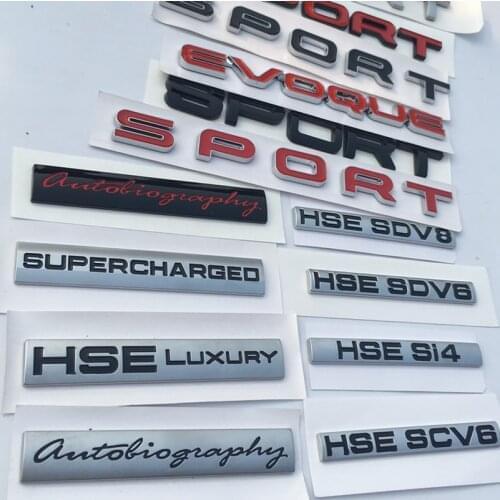 SPORT
SPORT
EVOQUE
SPORT
SPORT
Autobiography
HSE SDV8
SUPERCHARGED
HSE SDV6
HSE LUXURY
HSE Si4
Autobiography
HSE SCV6